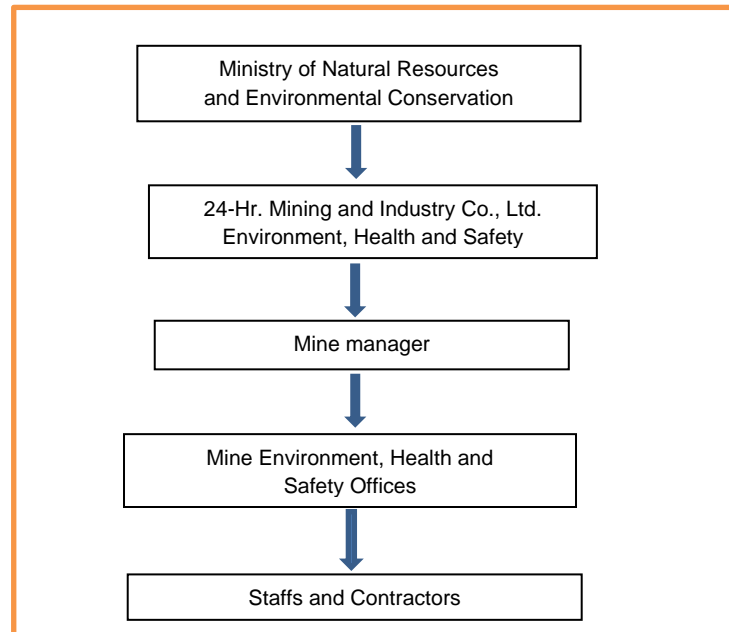 Ministry of Natural Resources
and Environmental Conservation
24-Hr. Mining and Industry Co., Ltd.
Environment, Health and Safety
Mine manager
Mine Environment, Health and
Safety Offices
Staffs and Contractors